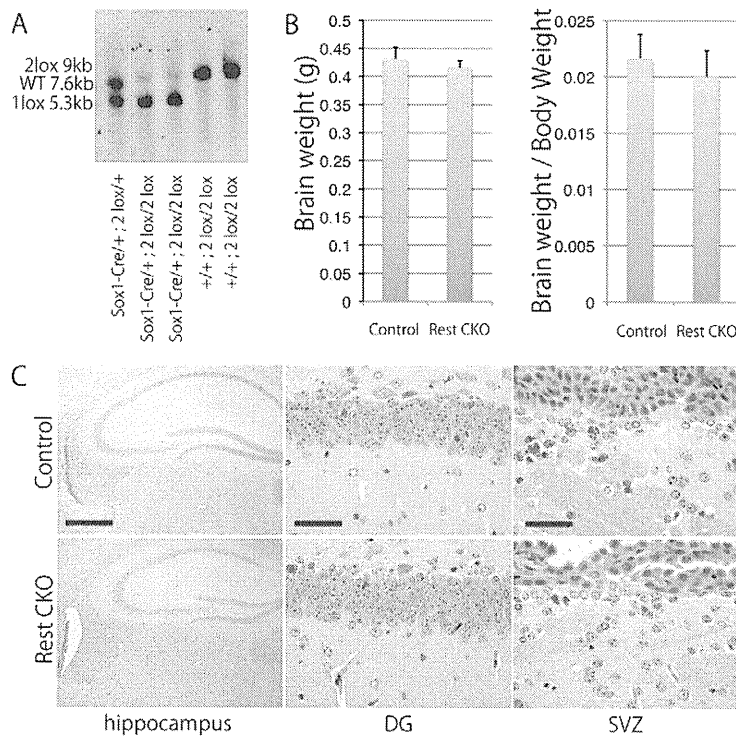 A
2lox 9kb
WT 7.6kb
1lox 5.3kb
Sox1-Cre/+ ; 2 lox/+
Sox1-Cre/+; 2 lox/2 lox
Sox1-Cre/+ ; 2 lox/2 lox
+/+ ; 2 lox/2 lox
+/+ ; 2 lox/2 lox
B
Brain weight (g)
0.5
0.45
0.4
0.35
0.3
0.25
0.2
0.15
0.1
0.05
0
Control Rest CKO
Brain weight / Body Weight
0.025
0.02
0.015
0.01
0.005
0
Control Rest CKO
C
Control
Rest CKO
hippocampus
DG
SVZ